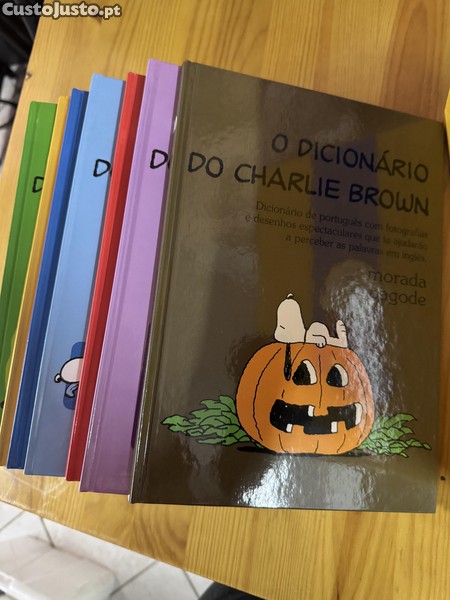 CustoJusto.pt
O DICIONÁRIO
DO CHARLIE BROWN
Dicionário de português com fotografias
e desenhos espectaculares que te ajudarão
a perceber as palavras em inglês.
morada
pagode
D
D
D